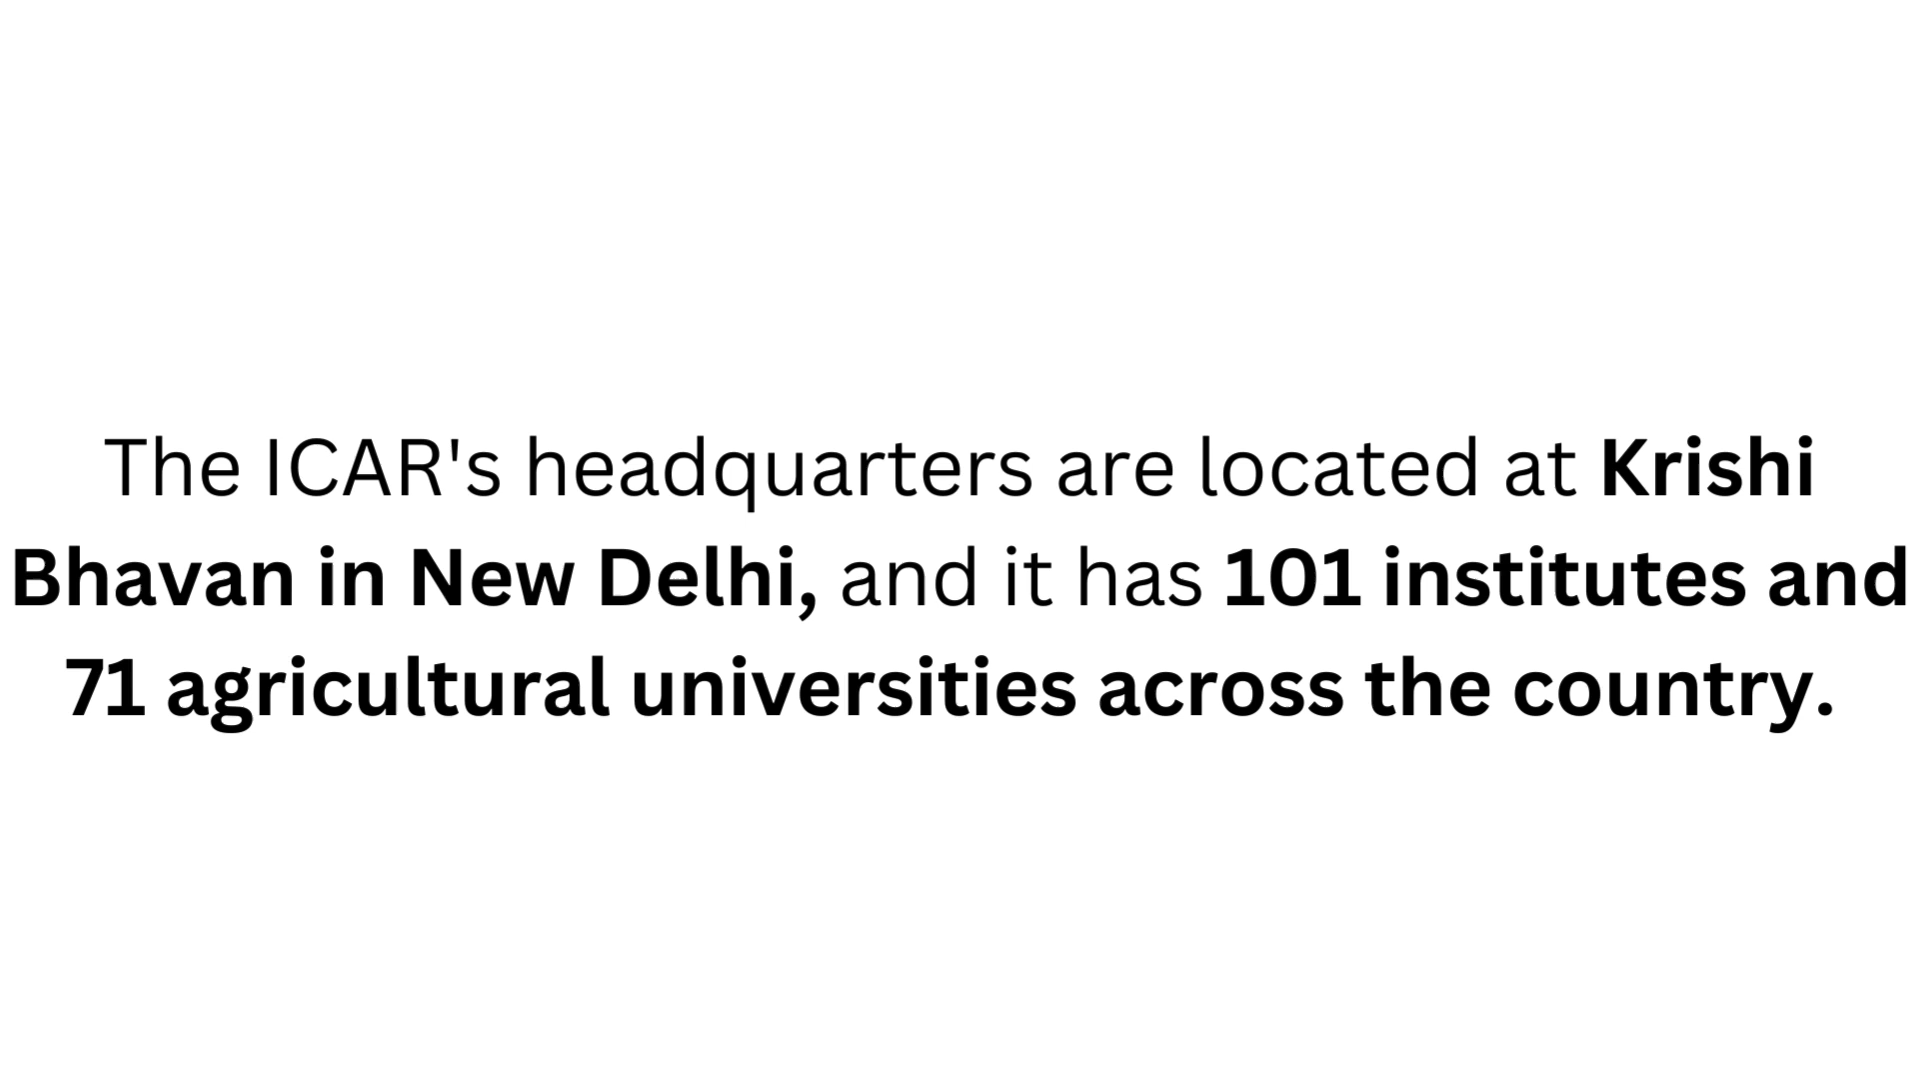 The ICAR's headquarters are located at Krishi
Bhavan in New Delhi, and it has 101 institutes and
71 agricultural universities across the country.